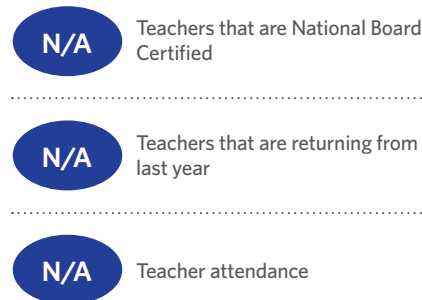 N/A
Teachers that are National Board
Certified
N/A
Teachers that are returning from
last year
N/A
Teacher attendance